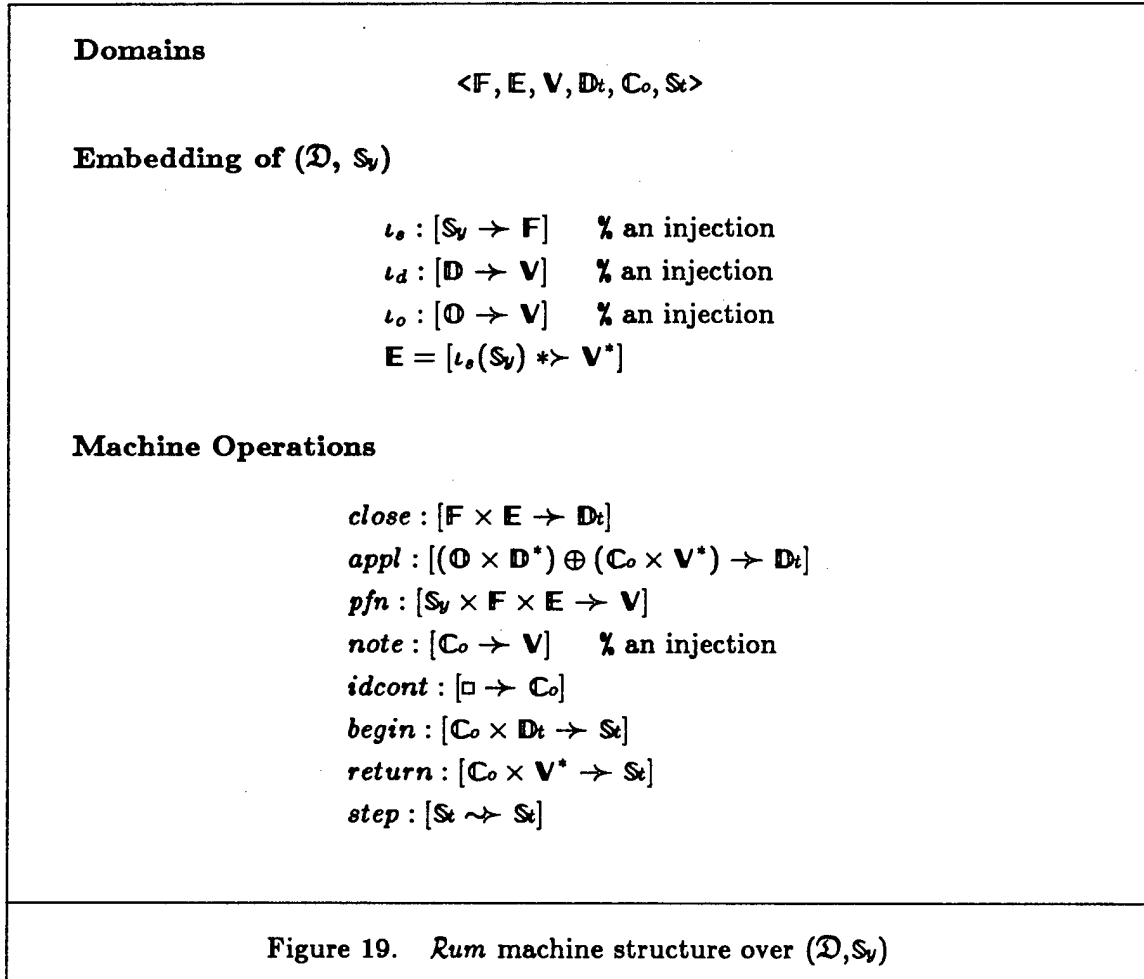 Domains
<𝔽, 𝔼, 𝕍, 𝔻t, ℂo, 𝕊t>
Embedding of (𝔇, 𝕊y)
ιs : [𝕊y → 𝔽] % an injection
ιd : [𝔻 → 𝕍] % an injection
ιo : [𝕆 → 𝕍] % an injection
𝔼 = [ιs(𝕊y) *≻ 𝕍*]
Machine Operations
close : [𝔽 × 𝔼 → 𝔻t]
appl : [(𝕆 × 𝔻*) ⊕ (ℂo × 𝕍*) → 𝔻t]
pfn : [𝕊y × 𝔽 × 𝔼 → 𝕍]
note : [ℂo → 𝕍] % an injection
idcont : [□ → ℂo]
begin : [ℂo × 𝔻t → 𝕊t]
return : [ℂo × 𝕍* → 𝕊t]
step : [𝕊t ⇝ 𝕊t]
Figure 19. Rum machine structure over (𝔇,𝕊y)